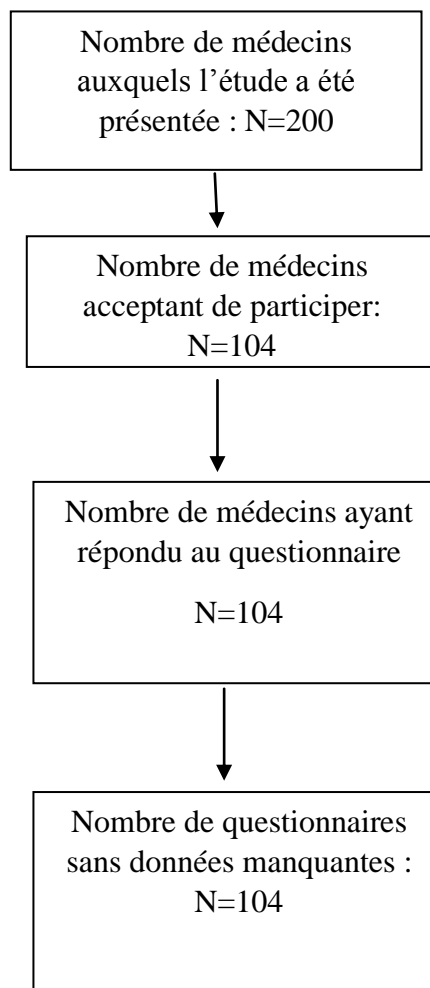 Nombre de médecins
auxquels l’étude a été
présentée : N=200
Nombre de médecins
acceptant de participer:
N=104
Nombre de médecins ayant
répondu au questionnaire
N=104
Nombre de questionnaires
sans données manquantes :
N=104